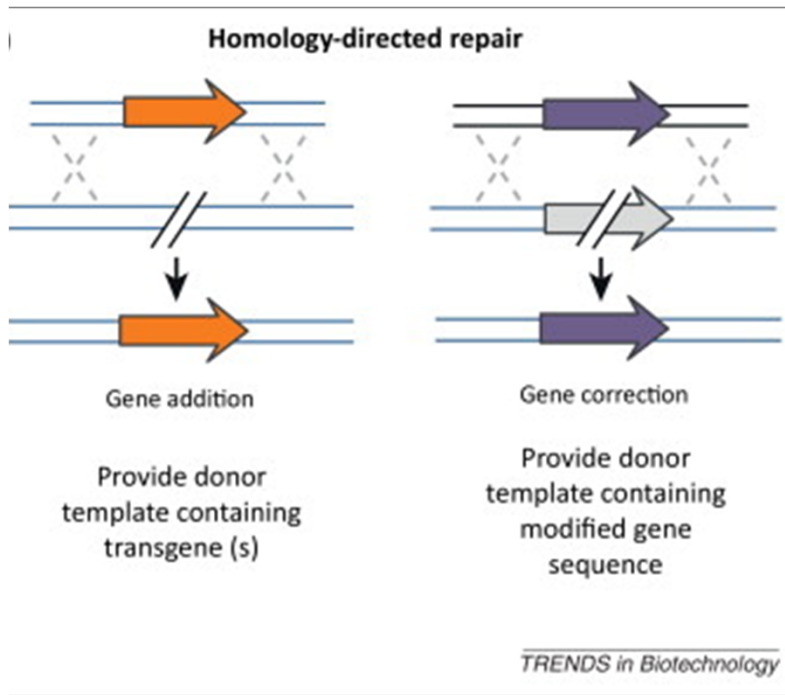 )
Homology-directed repair
Gene addition
Provide donor
template containing
transgene (s)
Gene correction
Provide donor
template containing
modified gene
sequence
TRENDS in Biotechnology